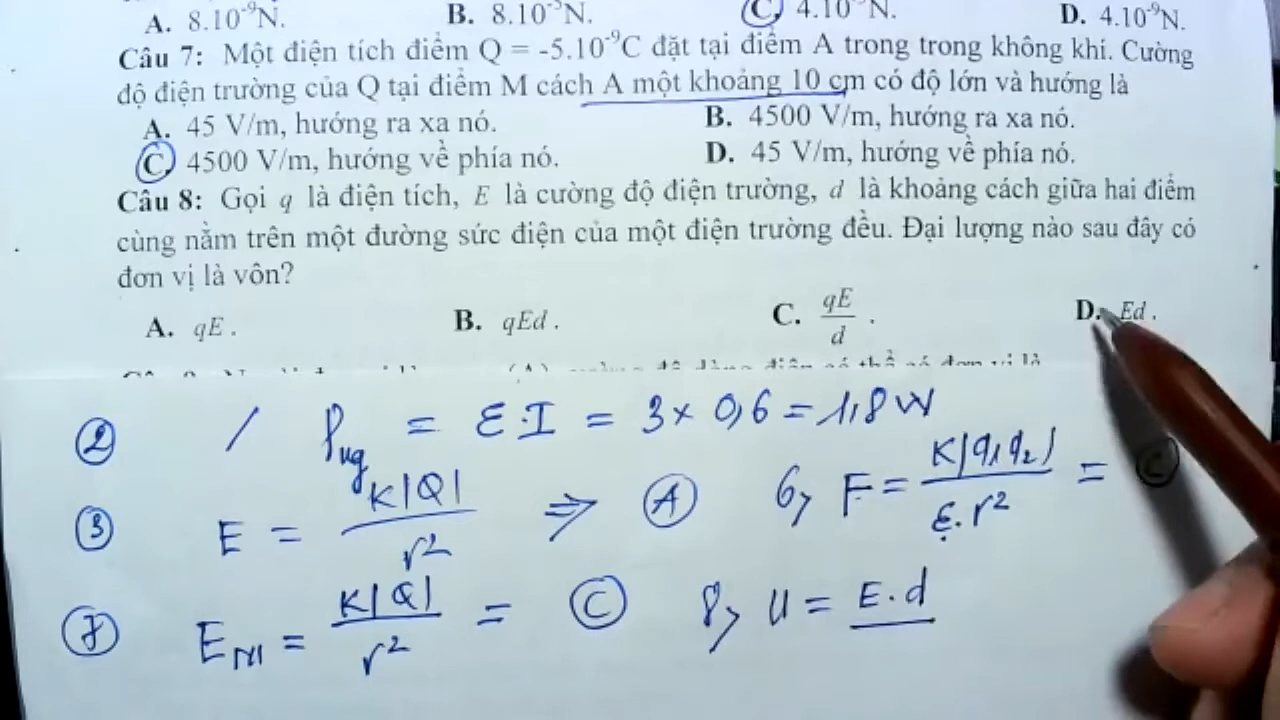 A. 8.10⁻⁹N. B. 8.10⁻⁵N. C. 4.10 N. D. 4.10⁻⁹N.
Câu 7: Một điện tích điểm Q = -5.10⁻⁹C đặt tại điểm A trong trong không khí. Cường
độ điện trường của Q tại điểm M cách A một khoảng 10 cm có độ lớn và hướng là
A. 45 V/m, hướng ra xa nó. B. 4500 V/m, hướng ra xa nó.
C. 4500 V/m, hướng về phía nó. D. 45 V/m, hướng về phía nó.
Câu 8: Gọi q là điện tích, E là cường độ điện trường, d là khoảng cách giữa hai điểm
cùng nằm trên một đường sức điện của một điện trường đều. Đại lượng nào sau đây có
đơn vị là vôn?
A. qE . B. qEd . C. qE/d . D. Ed .
2 / Png = ℰ.I = 3 × 0,6 = 1,8 W
3 E = K|Q|/r² ⇒ A 6, F = K|q₁q₂|/ε.r² = C
7 E_M = K|Q|/r² = C 8, U = E.d